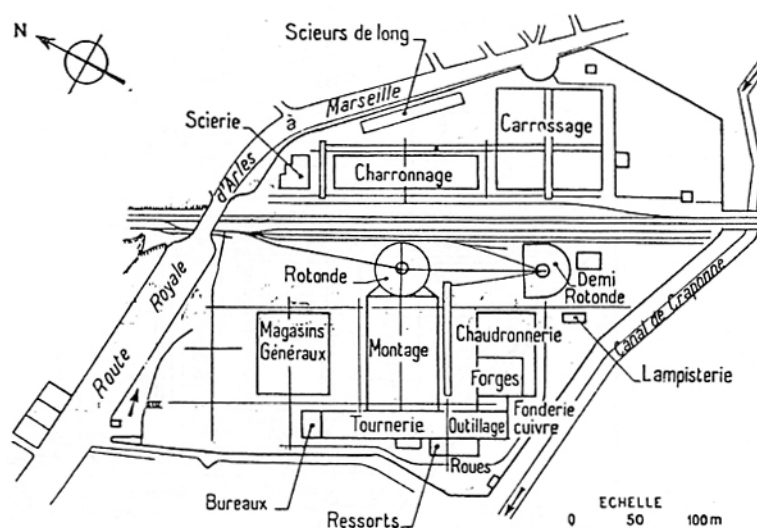 N
Scieurs de long
Marseille
à
d'Arles
Scierie
Carrossage
Charronnage
Route Royale
Rotonde
Demi
Rotonde
Canal de Craponne
Magasins
Généraux
Montage
Chaudronnerie
Forges
Lampisterie
Tournerie
Outillage
Fonderie
cuivre
Roues
Bureaux
Ressorts
ECHELLE
0 50 100m